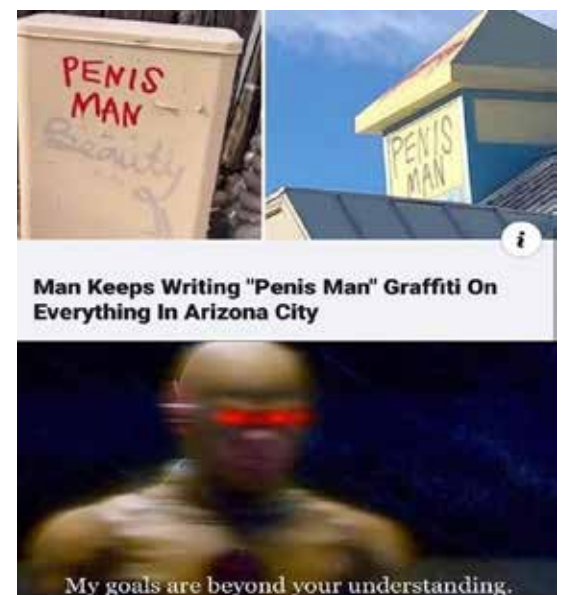 PENIS
MAN
Beauty
PENIS
MAN
i
Man Keeps Writing "Penis Man" Graffiti On
Everything In Arizona City
My goals are beyond your understanding.